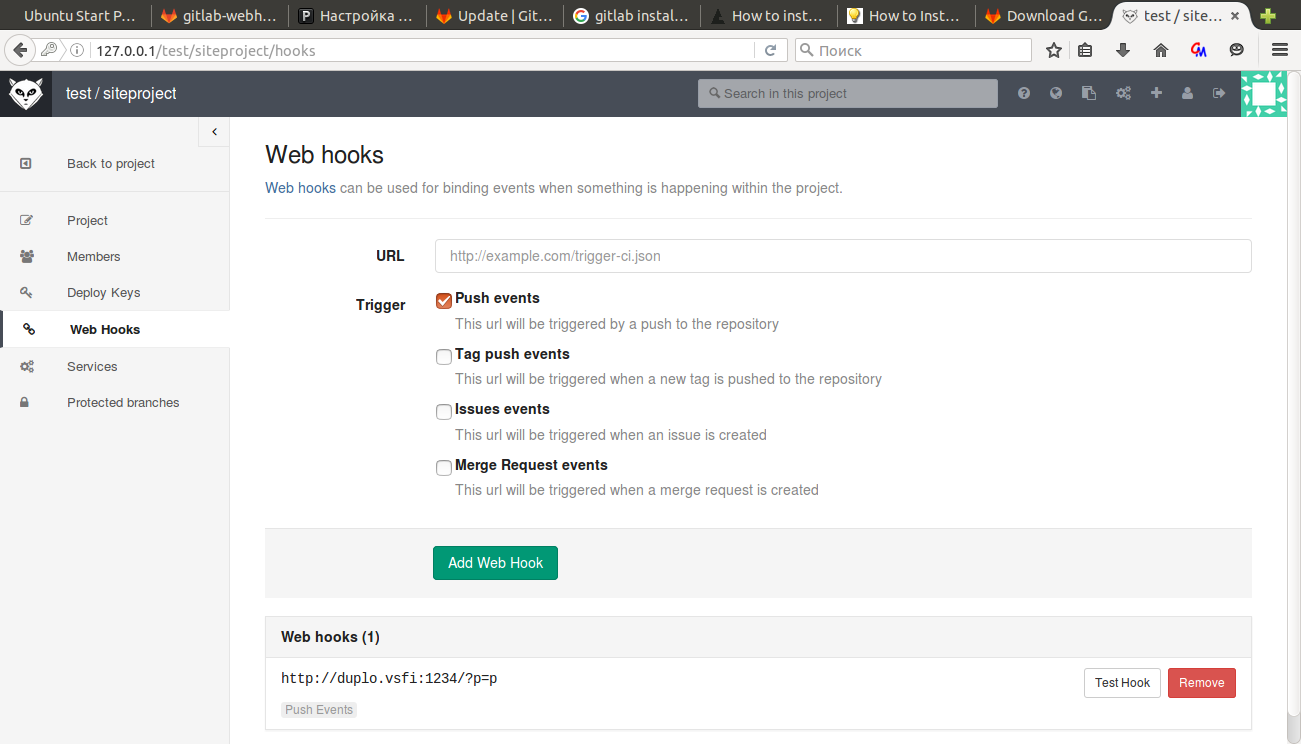 Ubuntu Start P... gitlab-webh... Настройка ... Update | Git... gitlab instal... How to inst... How to Inst... Download G... test / site...
127.0.0.1/test/siteproject/hooks Поиск
test / siteproject Search in this project
Back to project
Project
Members
Deploy Keys
Web Hooks
Services
Protected branches
Web hooks
Web hooks can be used for binding events when something is happening within the project.
URL http://example.com/trigger-ci.json
Trigger Push events
This url will be triggered by a push to the repository
Tag push events
This url will be triggered when a new tag is pushed to the repository
Issues events
This url will be triggered when an issue is created
Merge Request events
This url will be triggered when a merge request is created
Add Web Hook
Web hooks (1)
http://duplo.vsfi:1234/?p=p Test Hook Remove
Push Events